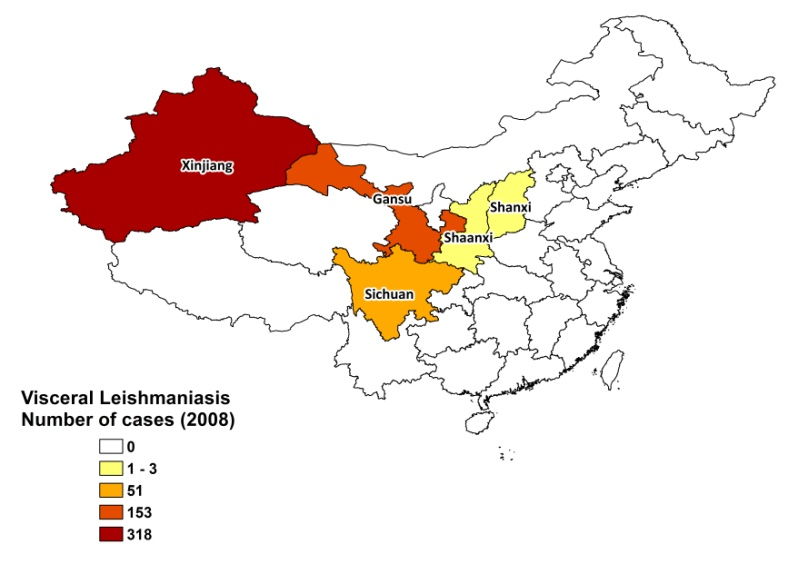 Xinjiang
Gansu
Shanxi
Shaanxi
Sichuan
Visceral Leishmaniasis
Number of cases (2008)
0
1 - 3
51
153
318